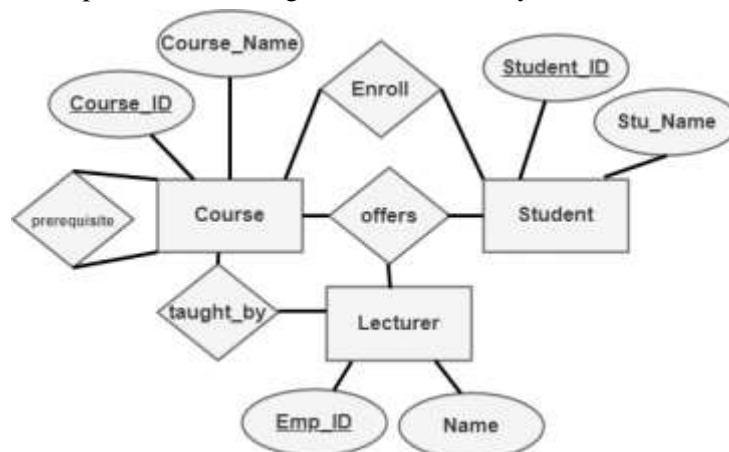 Course_Name
Course_ID
Enroll
Student_ID
Stu_Name
prerequisite
Course
offers
Student
taught_by
Lecturer
Emp_ID
Name